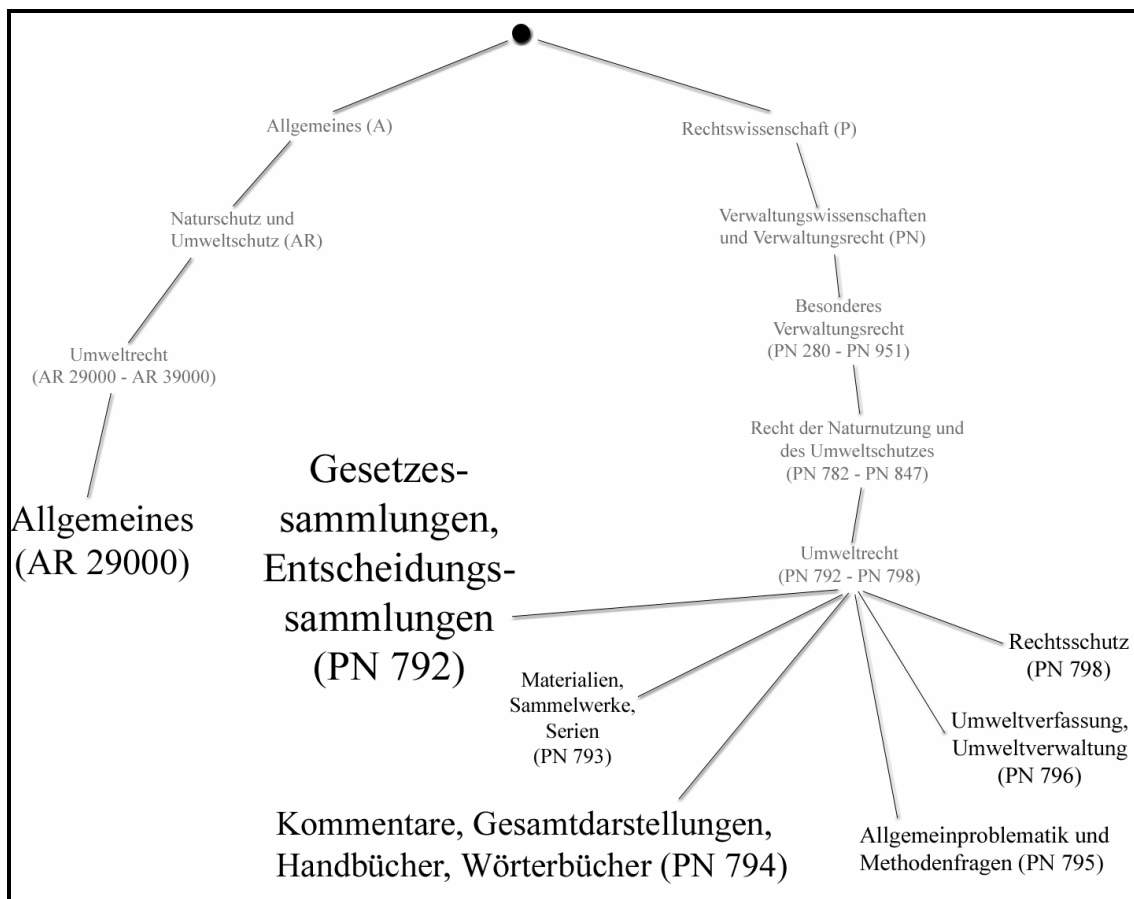 Allgemeines (A)
Rechtswissenschaft (P)
Naturschutz und
Umweltschutz (AR)
Verwaltungswissenschaften
und Verwaltungsrecht (PN)
Besonderes
Verwaltungsrecht
(PN 280 - PN 951)
Umweltrecht
(AR 29000 - AR 39000)
Recht der Naturnutzung und
des Umweltschutzes
(PN 782 - PN 847)
Allgemeines
(AR 29000)
Gesetzes-
sammlungen,
Entscheidungs-
sammlungen
(PN 792)
Umweltrecht
(PN 792 - PN 798)
Materialien,
Sammelwerke,
Serien
(PN 793)
Rechtsschutz
(PN 798)
Umweltverfassung,
Umweltverwaltung
(PN 796)
Kommentare, Gesamtdarstellungen,
Handbücher, Wörterbücher (PN 794)
Allgemeinproblematik und
Methodenfragen (PN 795)